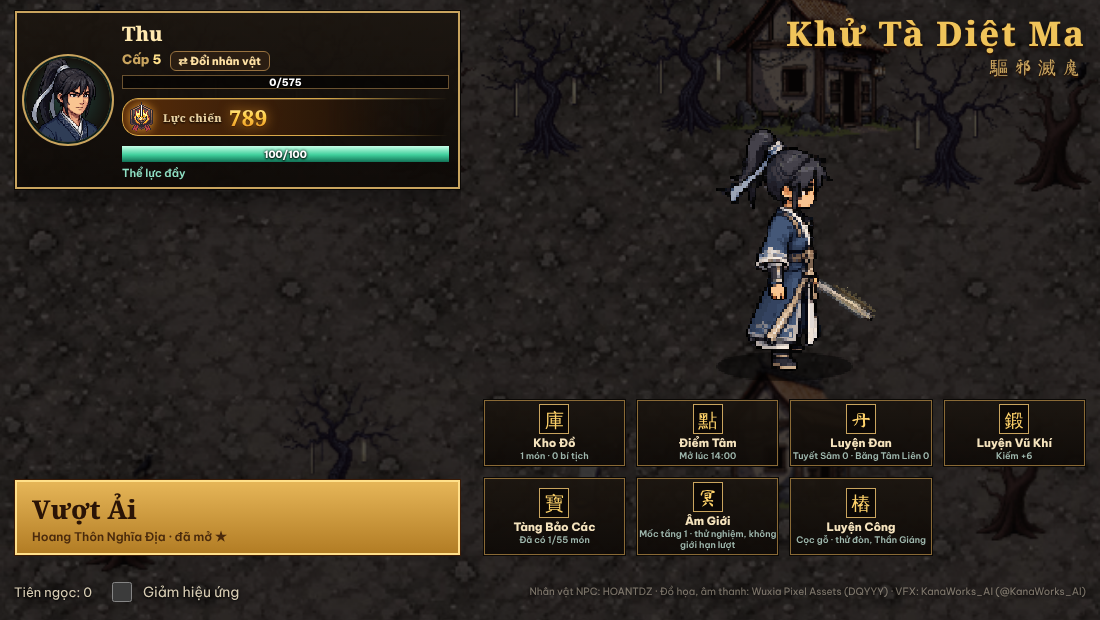 Thu
Cấp 5
⇄ Đổi nhân vật
0/575
Lực chiến 789
100/100
Thể lực đầy
Khử Tà Diệt Ma
驅邪滅魔
庫
Kho Đồ
1 món · 0 bí tịch
點
Điểm Tâm
Mở lúc 14:00
丹
Luyện Đan
Tuyết Sâm 0 · Băng Tâm Liên 0
鍛
Luyện Vũ Khí
Kiếm +6
Vượt Ải
Hoang Thôn Nghĩa Địa · đã mở ★
寶
Tàng Bảo Các
Đã có 1/55 món
冥
Âm Giới
Mốc tầng 1 · thử nghiệm, không
giới hạn lượt
樁
Luyện Công
Cọc gỗ · thử đòn, Thần Giáng
Tiên ngọc: 0
Giảm hiệu ứng
Nhân vật NPC: HOANTDZ · Đồ họa, âm thanh: Wuxia Pixel Assets (DQYYY) · VFX: KanaWorks_AI (@KanaWorks_AI)